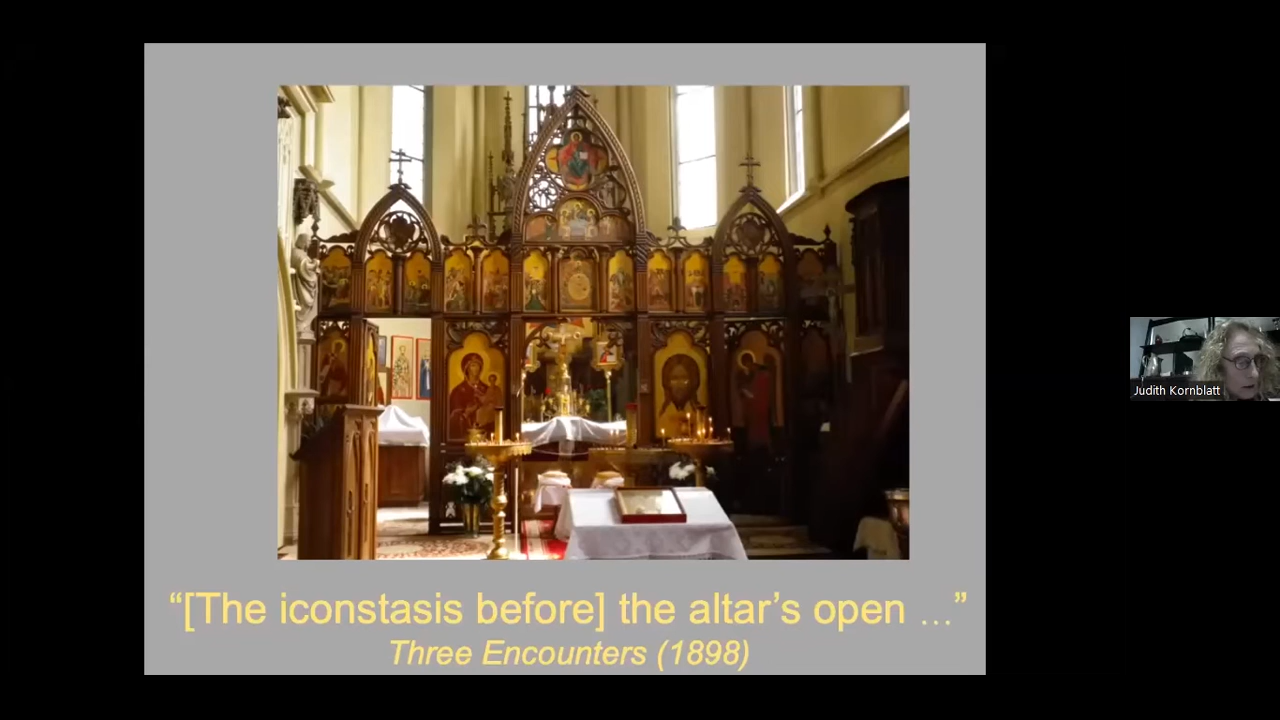 “[The iconstasis before] the altar’s open ...”
Three Encounters (1898)
Judith Kornblatt